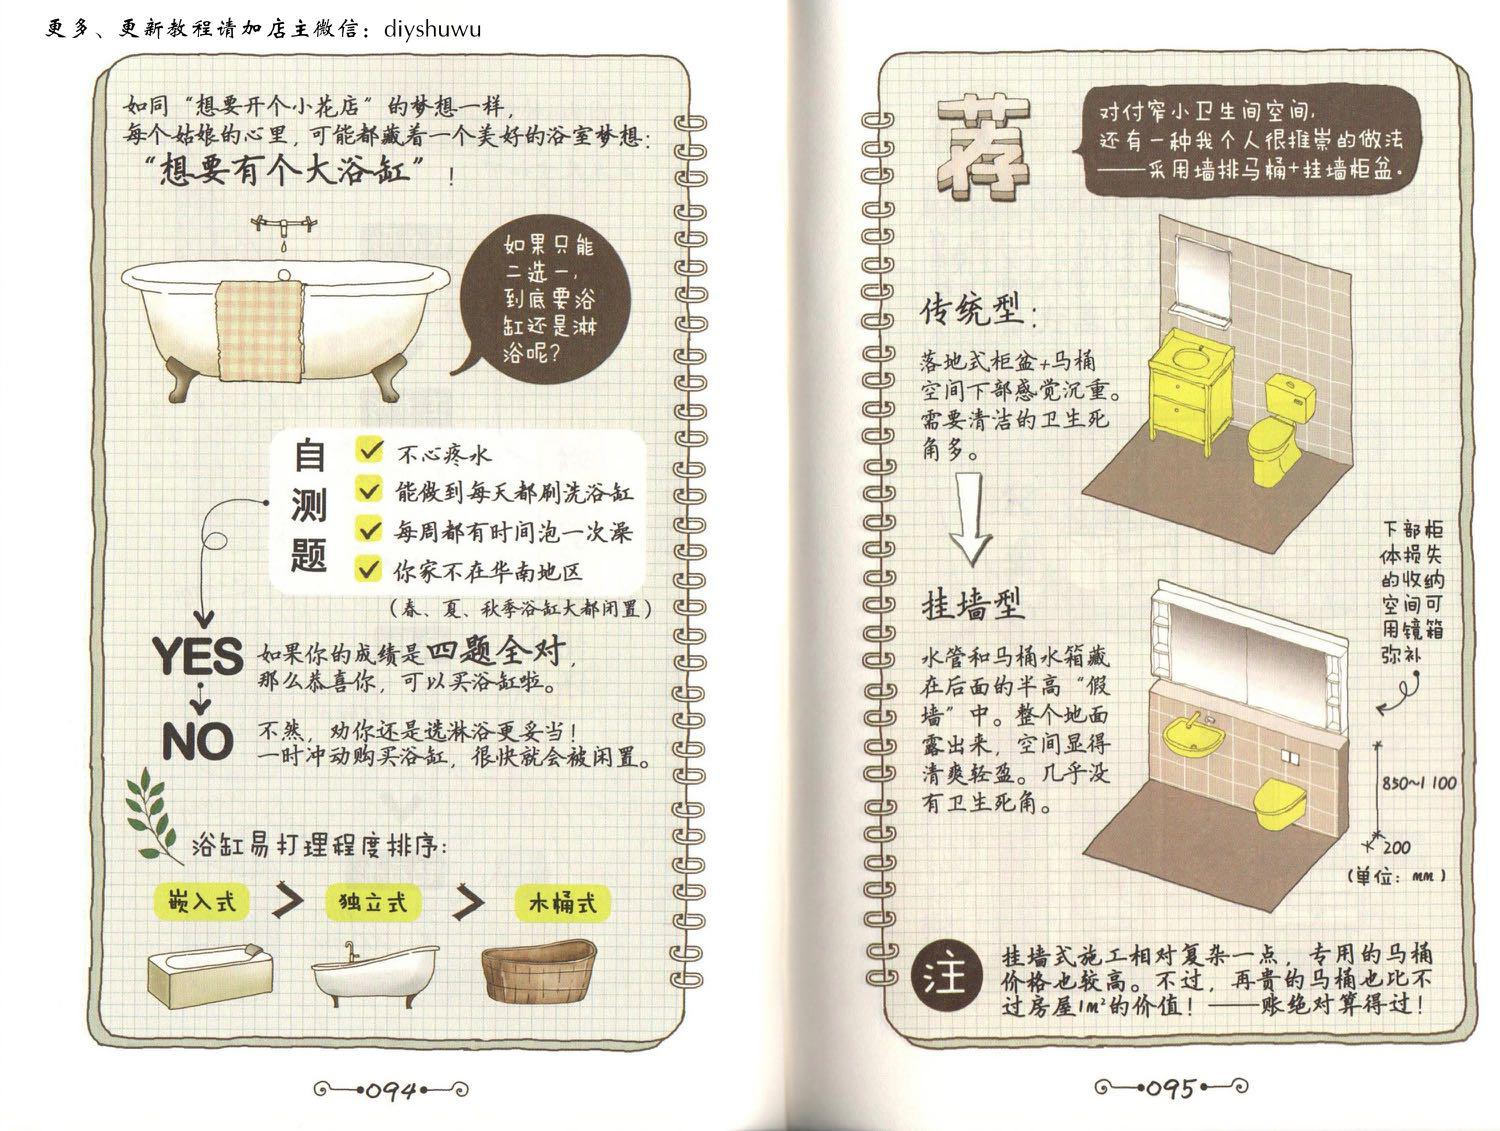 更多、更新教程请加店主微信：diyshuwu
如同“想要开个小花店”的梦想一样，
每个姑娘的心里，可能都藏着一个美好的浴室梦想：
“想要有个大浴缸”！
如果只能
二选一，
到底要浴
缸还是淋
浴呢？
自测题
不心疼水
能做到每天都刷洗浴缸
每周都有时间泡一次澡
你家不在华南地区
（春、夏、秋季浴缸大都闲置）
YES
如果你的成绩是四题全对，
那么恭喜你，可以买浴缸啦。
NO
不然，劝你还是选淋浴更妥当！
一时冲动购买浴缸，很快就会被闲置。
浴缸易打理程度排序：
嵌入式 > 独立式 > 木桶式
094
荐
对付窄小卫生间空间，
还有一种我个人很推崇的做法
——采用墙排马桶+挂墙柜盆。
传统型：
落地式柜盆+马桶
空间下部感觉沉重。
需要清洁的卫生死
角多。
挂墙型
水管和马桶水箱藏
在后面的半高“假
墙”中。整个地面
露出来，空间显得
清爽轻盈。几乎没
有卫生死角。
下部柜
体损失
的收纳
空间可
用镜箱
弥补
850~1100
200
（单位：mm）
注
挂墙式施工相对复杂一点，专用的马桶
价格也较高。不过，再贵的马桶也比不
过房屋1m²的价值！——账绝对算得过！
095